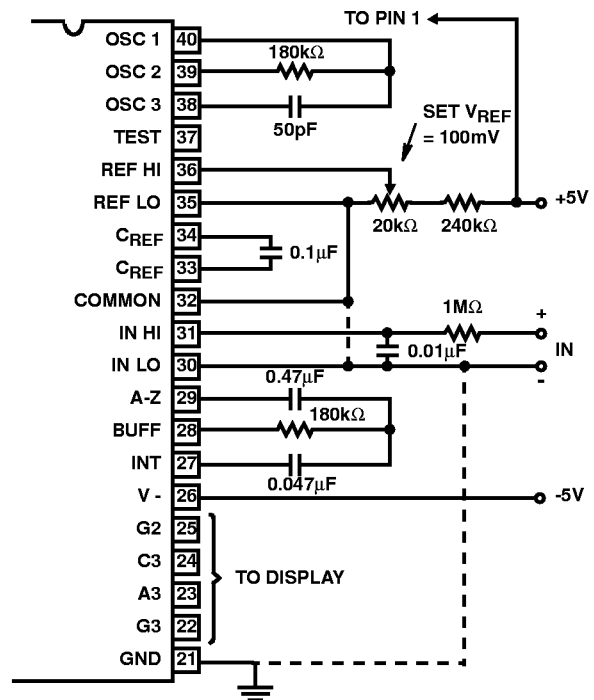 TO PIN 1
OSC 1 40
180kΩ
OSC 2 39
OSC 3 38
50pF
SET VREF
= 100mV
TEST 37
REF HI 36
REF LO 35
+5V
20kΩ 240kΩ
CREF 34
0.1µF
CREF 33
COMMON 32
1MΩ
+
IN HI 31
0.01µF
IN
IN LO 30
-
0.47µF
A-Z 29
180kΩ
BUFF 28
INT 27
0.047µF
V - 26
-5V
G2 25
C3 24
TO DISPLAY
A3 23
G3 22
GND 21